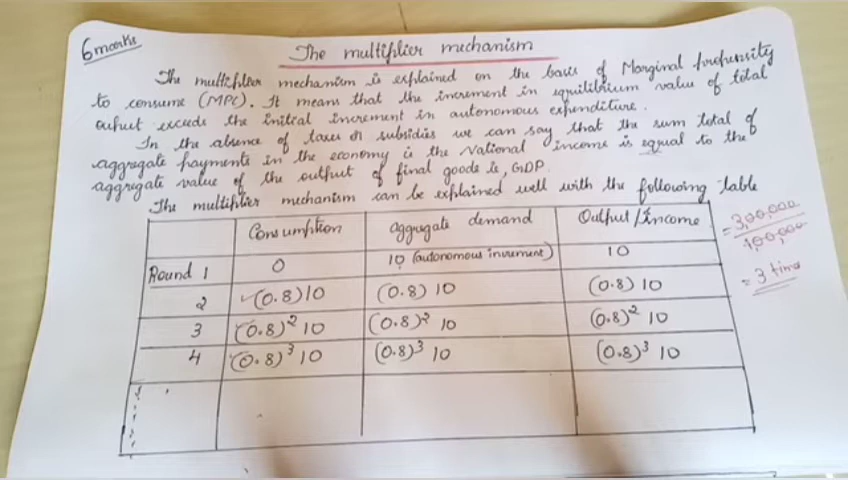 6 marks
The multiplier mechanism
The multiplier mechanism is explained on the basis of Marginal propensity
to consume (MPC). It means that the increment in equilibrium value of total
output exceeds the initial increment in autonomous expenditure.
In the absence of taxes or subsidies we can say that the sum total of
aggregate payments in the economy ie the National income is equal to the
aggregate value of the output of final goods ie, GDP.
The multiplier mechanism can be explained well with the following table
Consumption Aggregate demand Output/Income
Round 1 0 10 (autonomous increment) 10
2 (0.8)10 (0.8) 10 (0.8) 10
3 (0.8)² 10 (0.8)² 10 (0.8)² 10
4 (0.8)³ 10 (0.8)³ 10 (0.8)³ 10
= 3,00,000
1,00,000
= 3 times